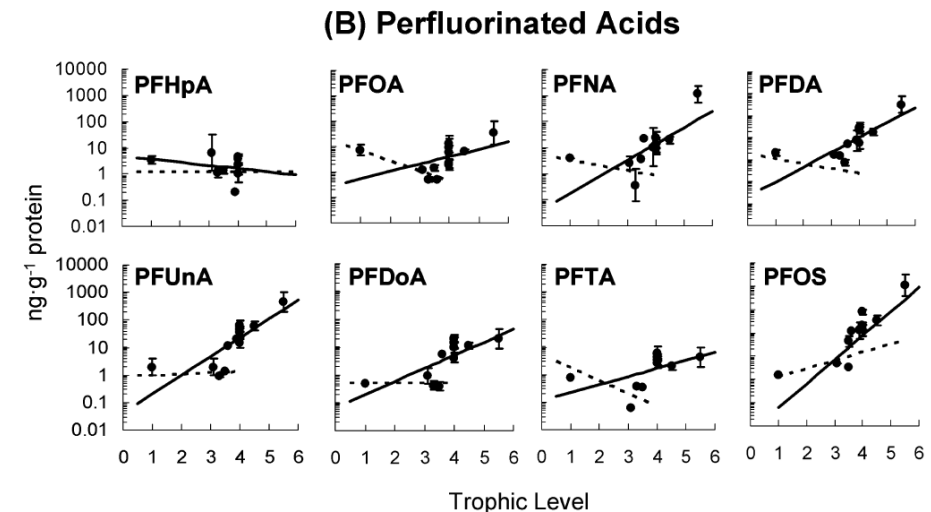 (B) Perfluorinated Acids
10000
1000
100
10
1
0.1
0.01
PFHpA
PFOA
PFNA
PFDA
ng·g-1 protein
10000
1000
100
10
1
0.1
0.01
PFUnA
PFDoA
PFTA
PFOS
0 1 2 3 4 5 6
0 1 2 3 4 5 6
0 1 2 3 4 5 6
0 1 2 3 4 5 6
Trophic Level